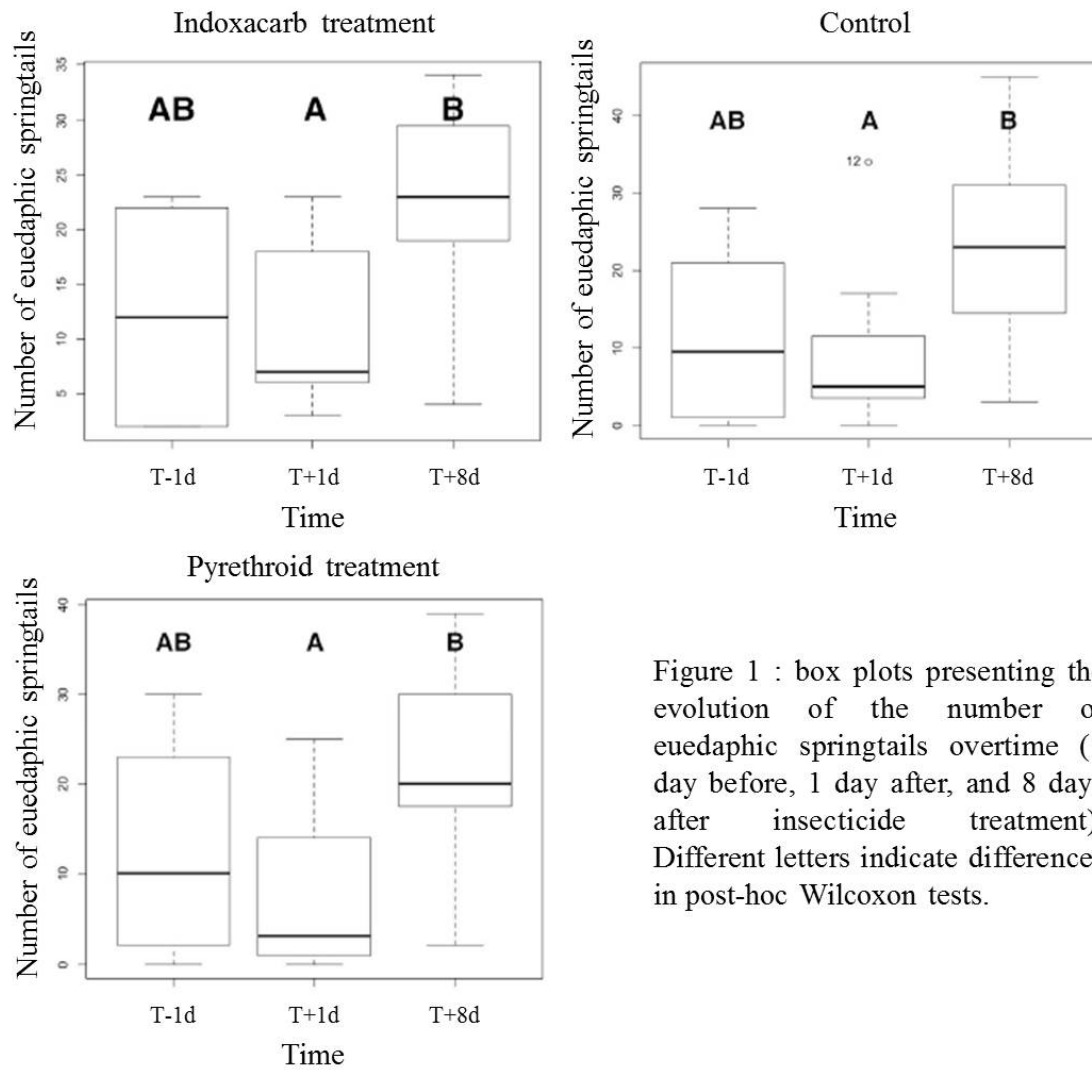 Indoxacarb treatment
Number of euedaphic springtails
35
30
25
20
15
10
5
AB A B
T-1d T+1d T+8d
Time
Control
Number of euedaphic springtails
40
30
20
10
0
AB A B
12
T-1d T+1d T+8d
Time
Pyrethroid treatment
Number of euedaphic springtails
40
30
20
10
0
AB A B
T-1d T+1d T+8d
Time
Figure 1 : box plots presenting th
evolution of the number o
euedaphic springtails overtime (
day before, 1 day after, and 8 day
after insecticide treatment)
Different letters indicate difference
in post-hoc Wilcoxon tests.